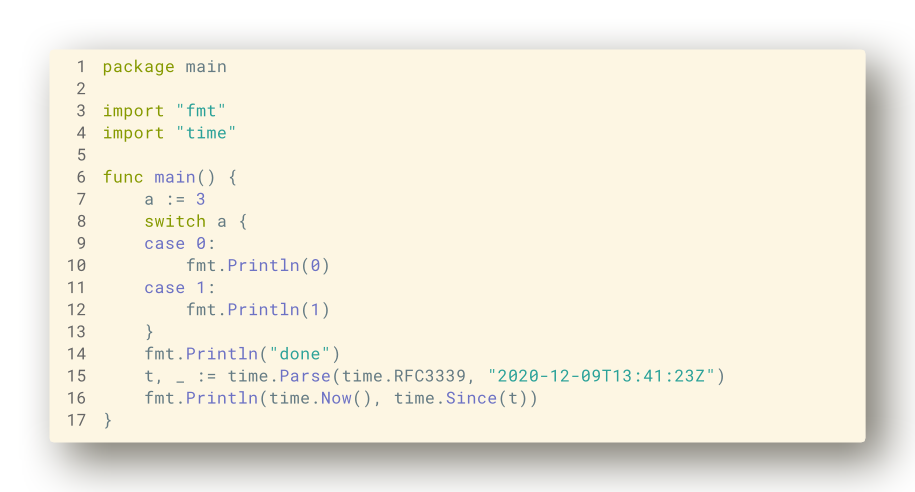 1 package main
2
3 import "fmt"
4 import "time"
5
6 func main() {
7     a := 3
8     switch a {
9     case 0:
10         fmt.Println(0)
11     case 1:
12         fmt.Println(1)
13     }
14     fmt.Println("done")
15     t, _ := time.Parse(time.RFC3339, "2020-12-09T13:41:23Z")
16     fmt.Println(time.Now(), time.Since(t))
17 }